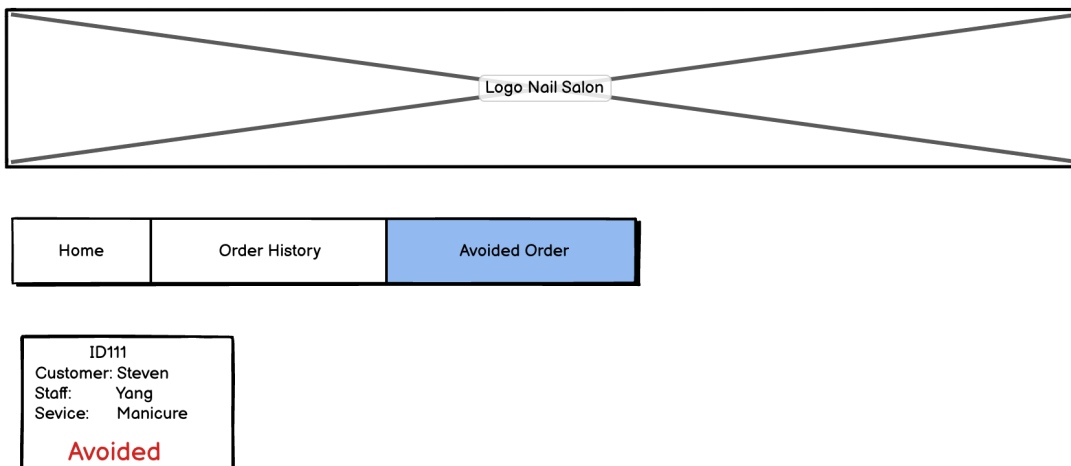 Logo Nail Salon
Home
Order History
Avoided Order
ID111
Customer: Steven
Staff: Yang
Sevice: Manicure
Avoided